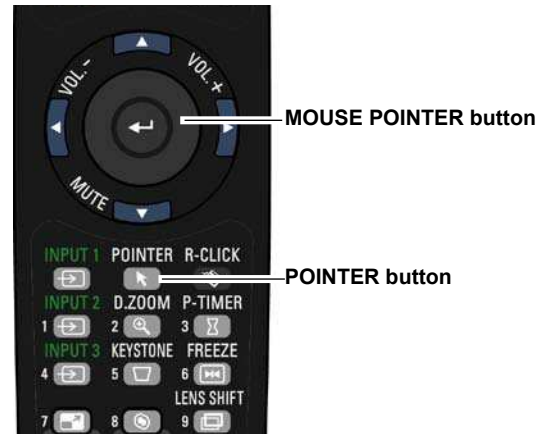 VOL. -
VOL. +
MOUSE POINTER button
MUTE
INPUT 1 POINTER R-CLICK
POINTER button
INPUT 2 D.ZOOM P-TIMER
1 2 3
INPUT 3 KEYSTONE FREEZE
4 5 6
LENS SHIFT
7 8 9